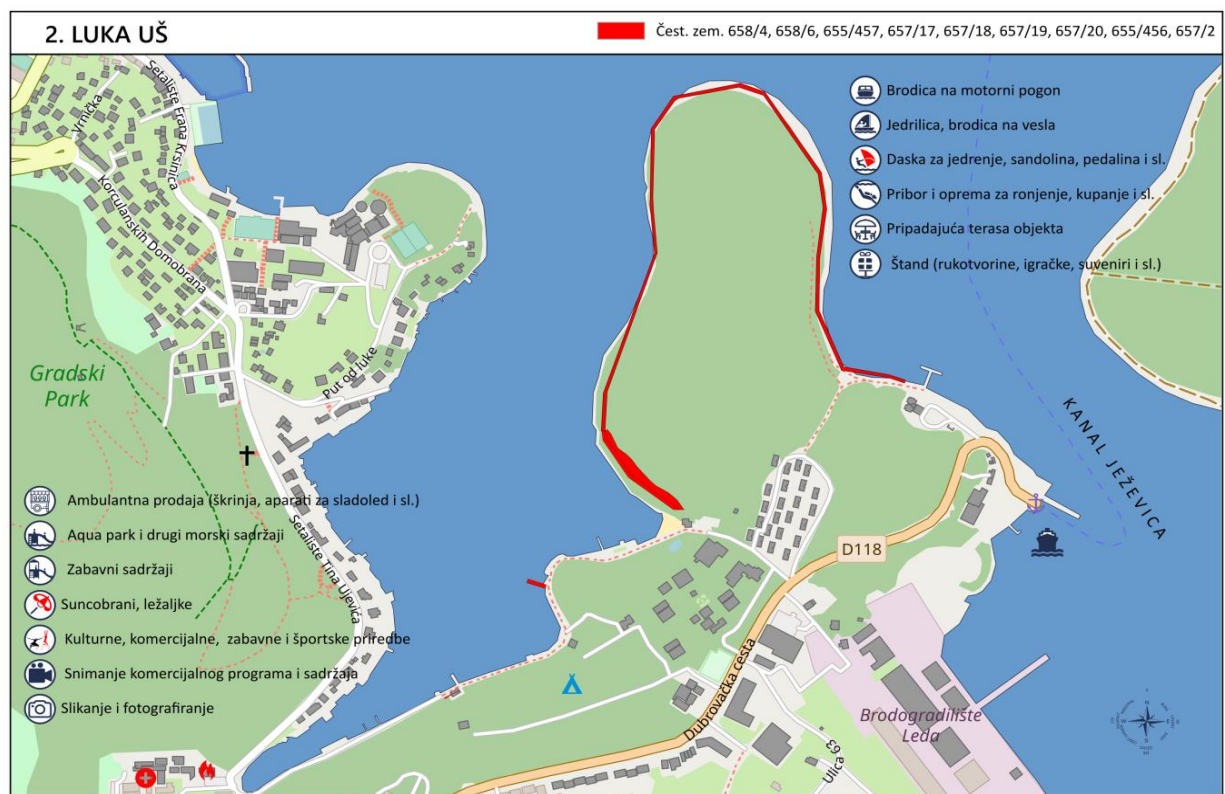 2. LUKA UŠ
Čest. zem. 658/4, 658/6, 655/457, 657/17, 657/18, 657/19, 657/20, 655/456, 657/2
Brodica na motorni pogon
Jedrilica, brodica na vesla
Daska za jedrenje, sandolina, pedalina i sl.
Pribor i oprema za ronjenje, kupanje i sl.
Pripadajuća terasa objekta
Štand (rukotvorine, igračke, suveniri i sl.)
Vrnička
Šetalište Frana Kršinića
Korčulanskih Domobrana
Gradski
Park
Put od luke
KANAL JEŽEVICA
Ambulantna prodaja (škrinja, aparati za sladoled i sl.)
Aqua park i drugi morski sadržaji
Zabavni sadržaji
Suncobrani, ležaljke
Kulturne, komercijalne, zabavne i športske priredbe
Snimanje komercijalnog programa i sadržaja
Slikanje i fotografiranje
Šetalište Tina Ujevića
D118
Dubrovačka cesta
Brodogradilište
Leda
Ulica 63